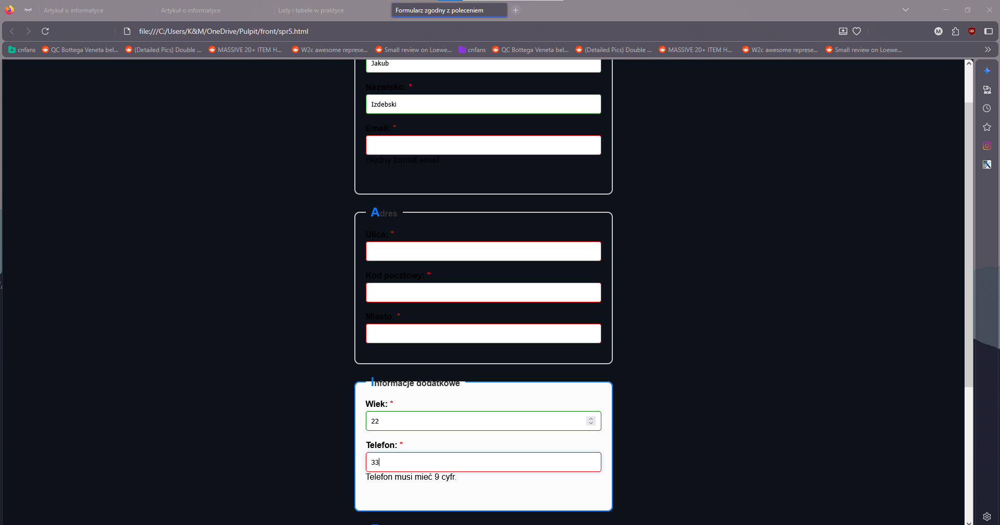 Artykuł o informatyce
Artykuł o informatyce
Listy i tabele w praktyce
Formularz zgodny z poleceniem
file:///C:/Users/K&M/OneDrive/Pulpit/front/spr5.html
M
UD
cnfans
QC Bottega Veneta bel...
(Detailed Pics) Double ...
MASSIVE 20+ ITEM H...
W2c awesome represe...
Small review on Loewe...
cnfans
QC Bottega Veneta bel...
(Detailed Pics) Double ...
MASSIVE 20+ ITEM H...
W2c awesome represe...
Small review on Loewe...
Jakub
Nazwisko: *
Izdebski
Email: *
Błędny format email.
Adres
Ulica: *
Kod pocztowy: *
Miasto: *
Informacje dodatkowe
Wiek: *
22
Telefon: *
33
Telefon musi mieć 9 cyfr.